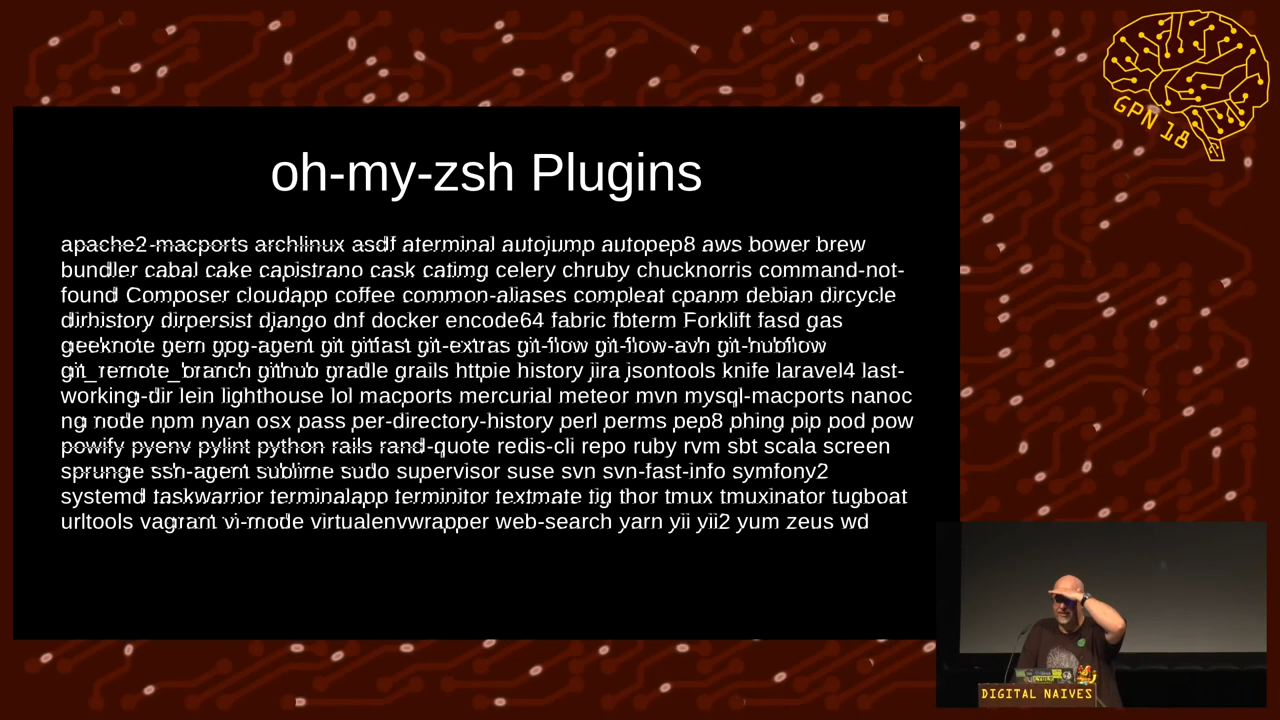 GPN 18
oh-my-zsh Plugins
apache2-macports archlinux asdf aterminal autojump autopep8 aws bower brew
bundler cabal cake capistrano cask catimg celery chruby chucknorris command-not-
found Composer cloudapp coffee common-aliases compleat cpanm debian dircycle
dirhistory dirpersist django dnf docker encode64 fabric fbterm Forklift fasd gas
geeknote gem gpg-agent git gitfast git-extras git-flow git-flow-avh git-hubflow
git_remote_branch github gradle grails httpie history jira jsontools knife laravel4 last-
working-dir lein lighthouse lol macports mercurial meteor mvn mysql-macports nanoc
ng node npm nyan osx pass per-directory-history perl perms pep8 phing pip pod pow
powify pyenv pylint python rails rand-quote redis-cli repo ruby rvm sbt scala screen
sprunge ssh-agent sublime sudo supervisor suse svn svn-fast-info symfony2
systemd taskwarrior terminalapp terminitor textmate tig thor tmux tmuxinator tugboat
urltools vagrant vi-mode virtualenvwrapper web-search yarn yii yii2 yum zeus wd
DIGITAL NAIVES